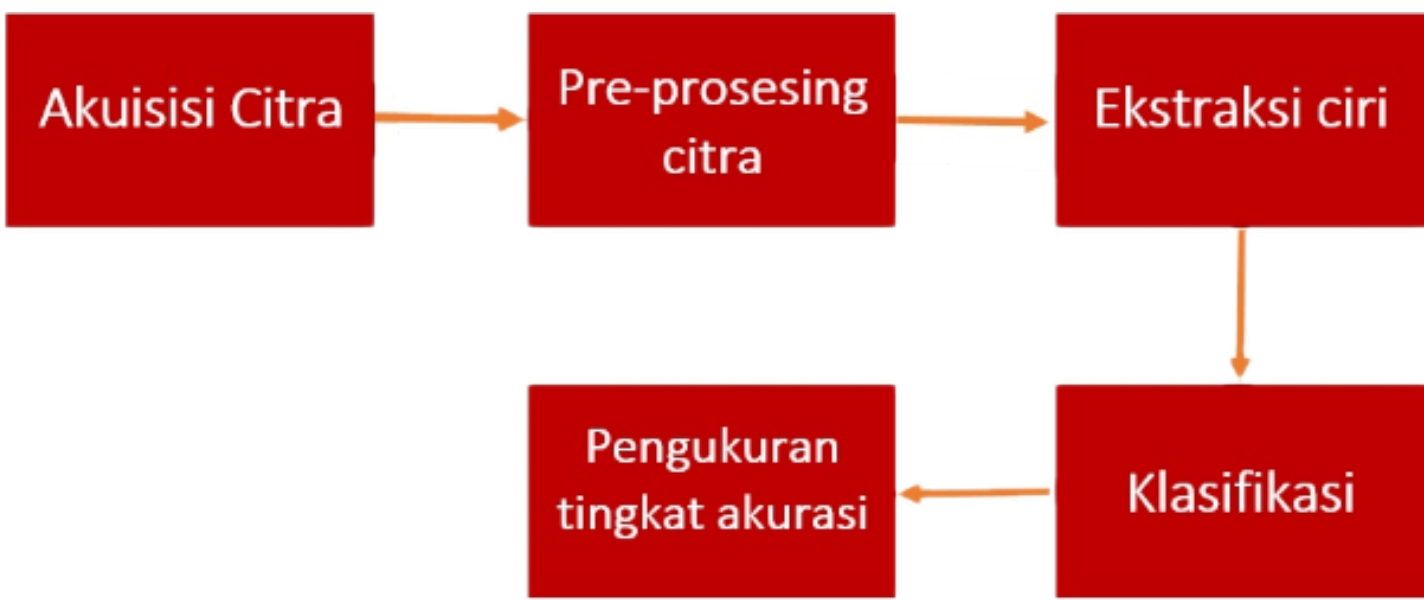 Akuisisi Citra
Pre-prosesing
citra
Ekstraksi ciri
Klasifikasi
Pengukuran
tingkat akurasi